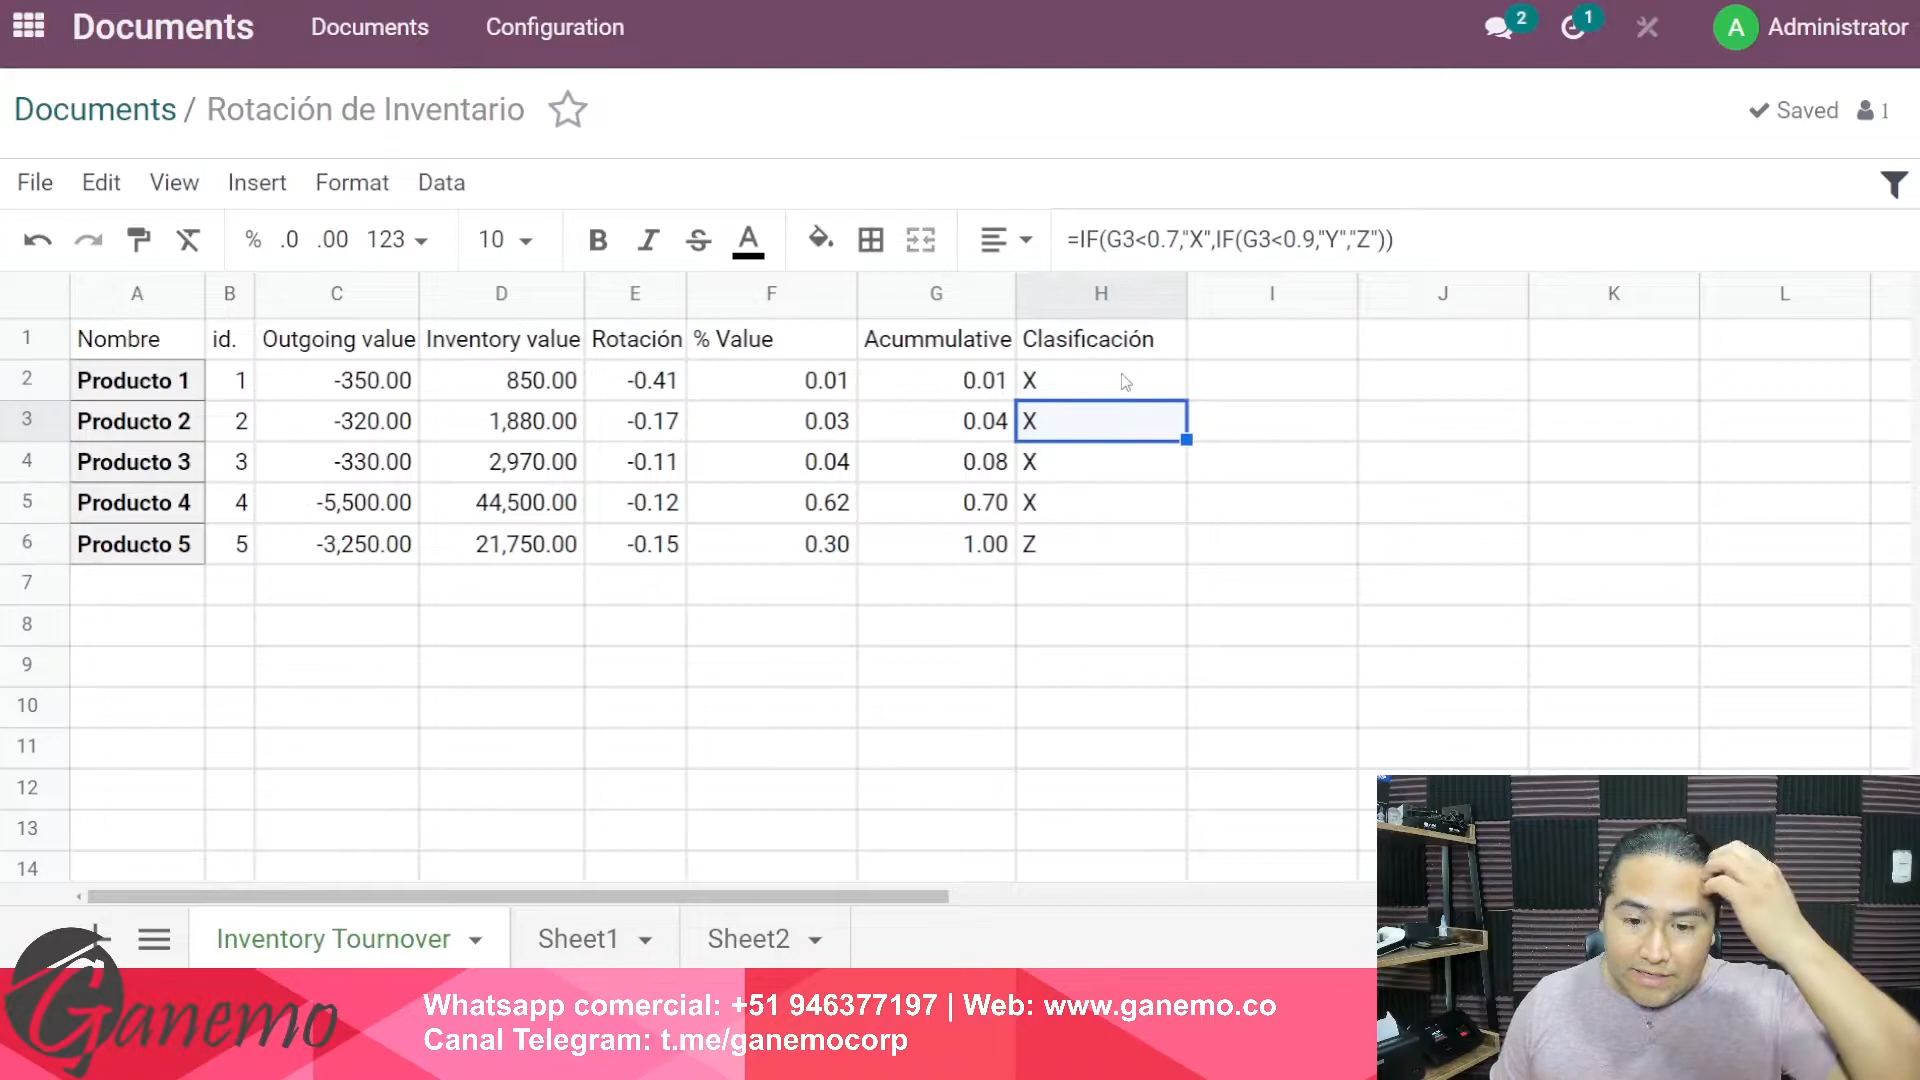 Documents Documents Configuration 2 1 A Administrator
Documents / Rotación de Inventario Saved 1
File Edit View Insert Format Data
% .0 .00 123 10 B I S A =IF(G3<0.7,"X",IF(G3<0.9,"Y","Z"))
A B C D E F G H I J K L
1 Nombre id. Outgoing value Inventory value Rotación % Value Acummulative Clasificación
2 Producto 1 1 -350.00 850.00 -0.41 0.01 0.01 X
3 Producto 2 2 -320.00 1,880.00 -0.17 0.03 0.04 X
4 Producto 3 3 -330.00 2,970.00 -0.11 0.04 0.08 X
5 Producto 4 4 -5,500.00 44,500.00 -0.12 0.62 0.70 X
6 Producto 5 5 -3,250.00 21,750.00 -0.15 0.30 1.00 Z
7
8
9
10
11
12
13
14
Inventory Tournover Sheet1 Sheet2
Ganemo
Whatsapp comercial: +51 946377197 | Web: www.ganemo.co
Canal Telegram: t.me/ganemocorp